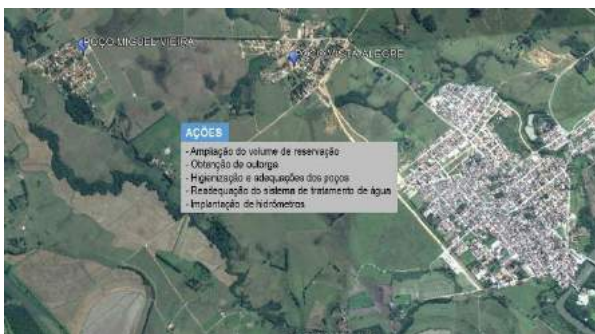 POÇO MIGUEL VIEIRA
POÇO VISTA ALEGRE
AÇÕES
- Ampliação do volume de reservação
- Obtenção de outorga
- Higienização e adequações dos poços
- Readequação do sistema de tratamento de água
- Implantação de hidrômetros